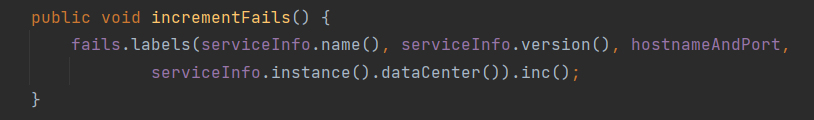 public void incrementFails() {
fails.labels(serviceInfo.name(), serviceInfo.version(), hostnameAndPort,
serviceInfo.instance().dataCenter()).inc();
}